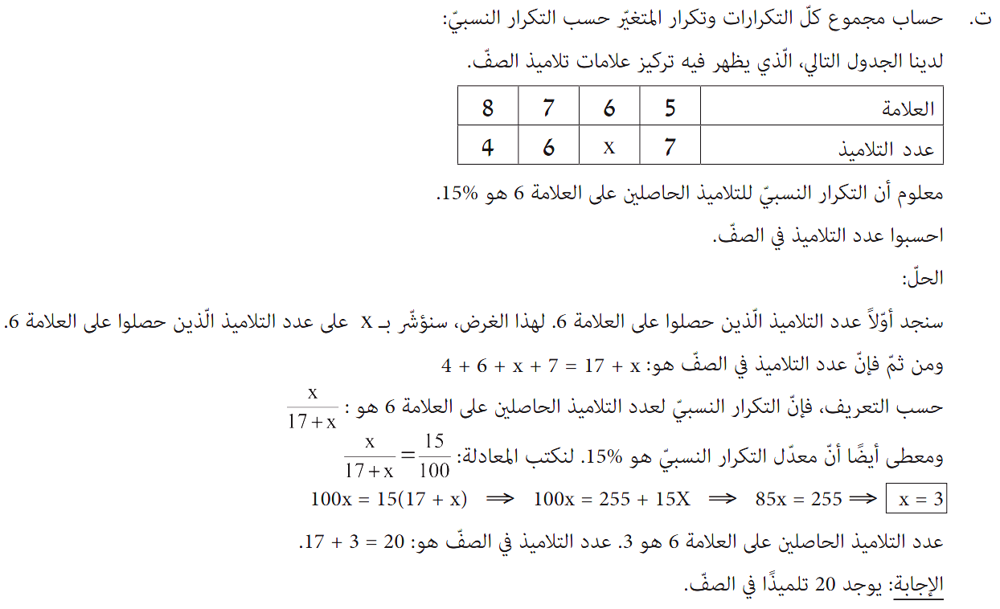 ت. حساب مجموع كلّ التكرارات وتكرار المتغيّر حسب التكرار النسبيّ:
لدينا الجدول التالي، الّذي يظهر فيه تركيز علامات تلاميذ الصفّ.
العلامة 5 6 7 8
عدد التلاميذ 7 x 6 4
معلوم أن التكرار النسبيّ للتلاميذ الحاصلين على العلامة 6 هو 15%.
احسبوا عدد التلاميذ في الصفّ.
الحلّ:
سنجد أوّلاً عدد التلاميذ الّذين حصلوا على العلامة 6. لهذا الغرض، سنؤشّر بـ x على عدد التلاميذ الّذين حصلوا على العلامة 6.
ومن ثمّ فإنّ عدد التلاميذ في الصفّ هو: 4 + 6 + x + 7 = 17 + x
حسب التعريف، فإنّ التكرار النسبيّ لعدد التلاميذ الحاصلين على العلامة 6 هو : x/(17+x)
ومعطى أيضًا أنّ معدّل التكرار النسبيّ هو 15%. لنكتب المعادلة: x/(17+x) = 15/100
100x = 15(17 + x) ⟹ 100x = 255 + 15X ⟹ 85x = 255 ⟹ x = 3
عدد التلاميذ الحاصلين على العلامة 6 هو 3. عدد التلاميذ في الصفّ هو: 17 + 3 = 20.
الإجابة: يوجد 20 تلميذًا في الصفّ.